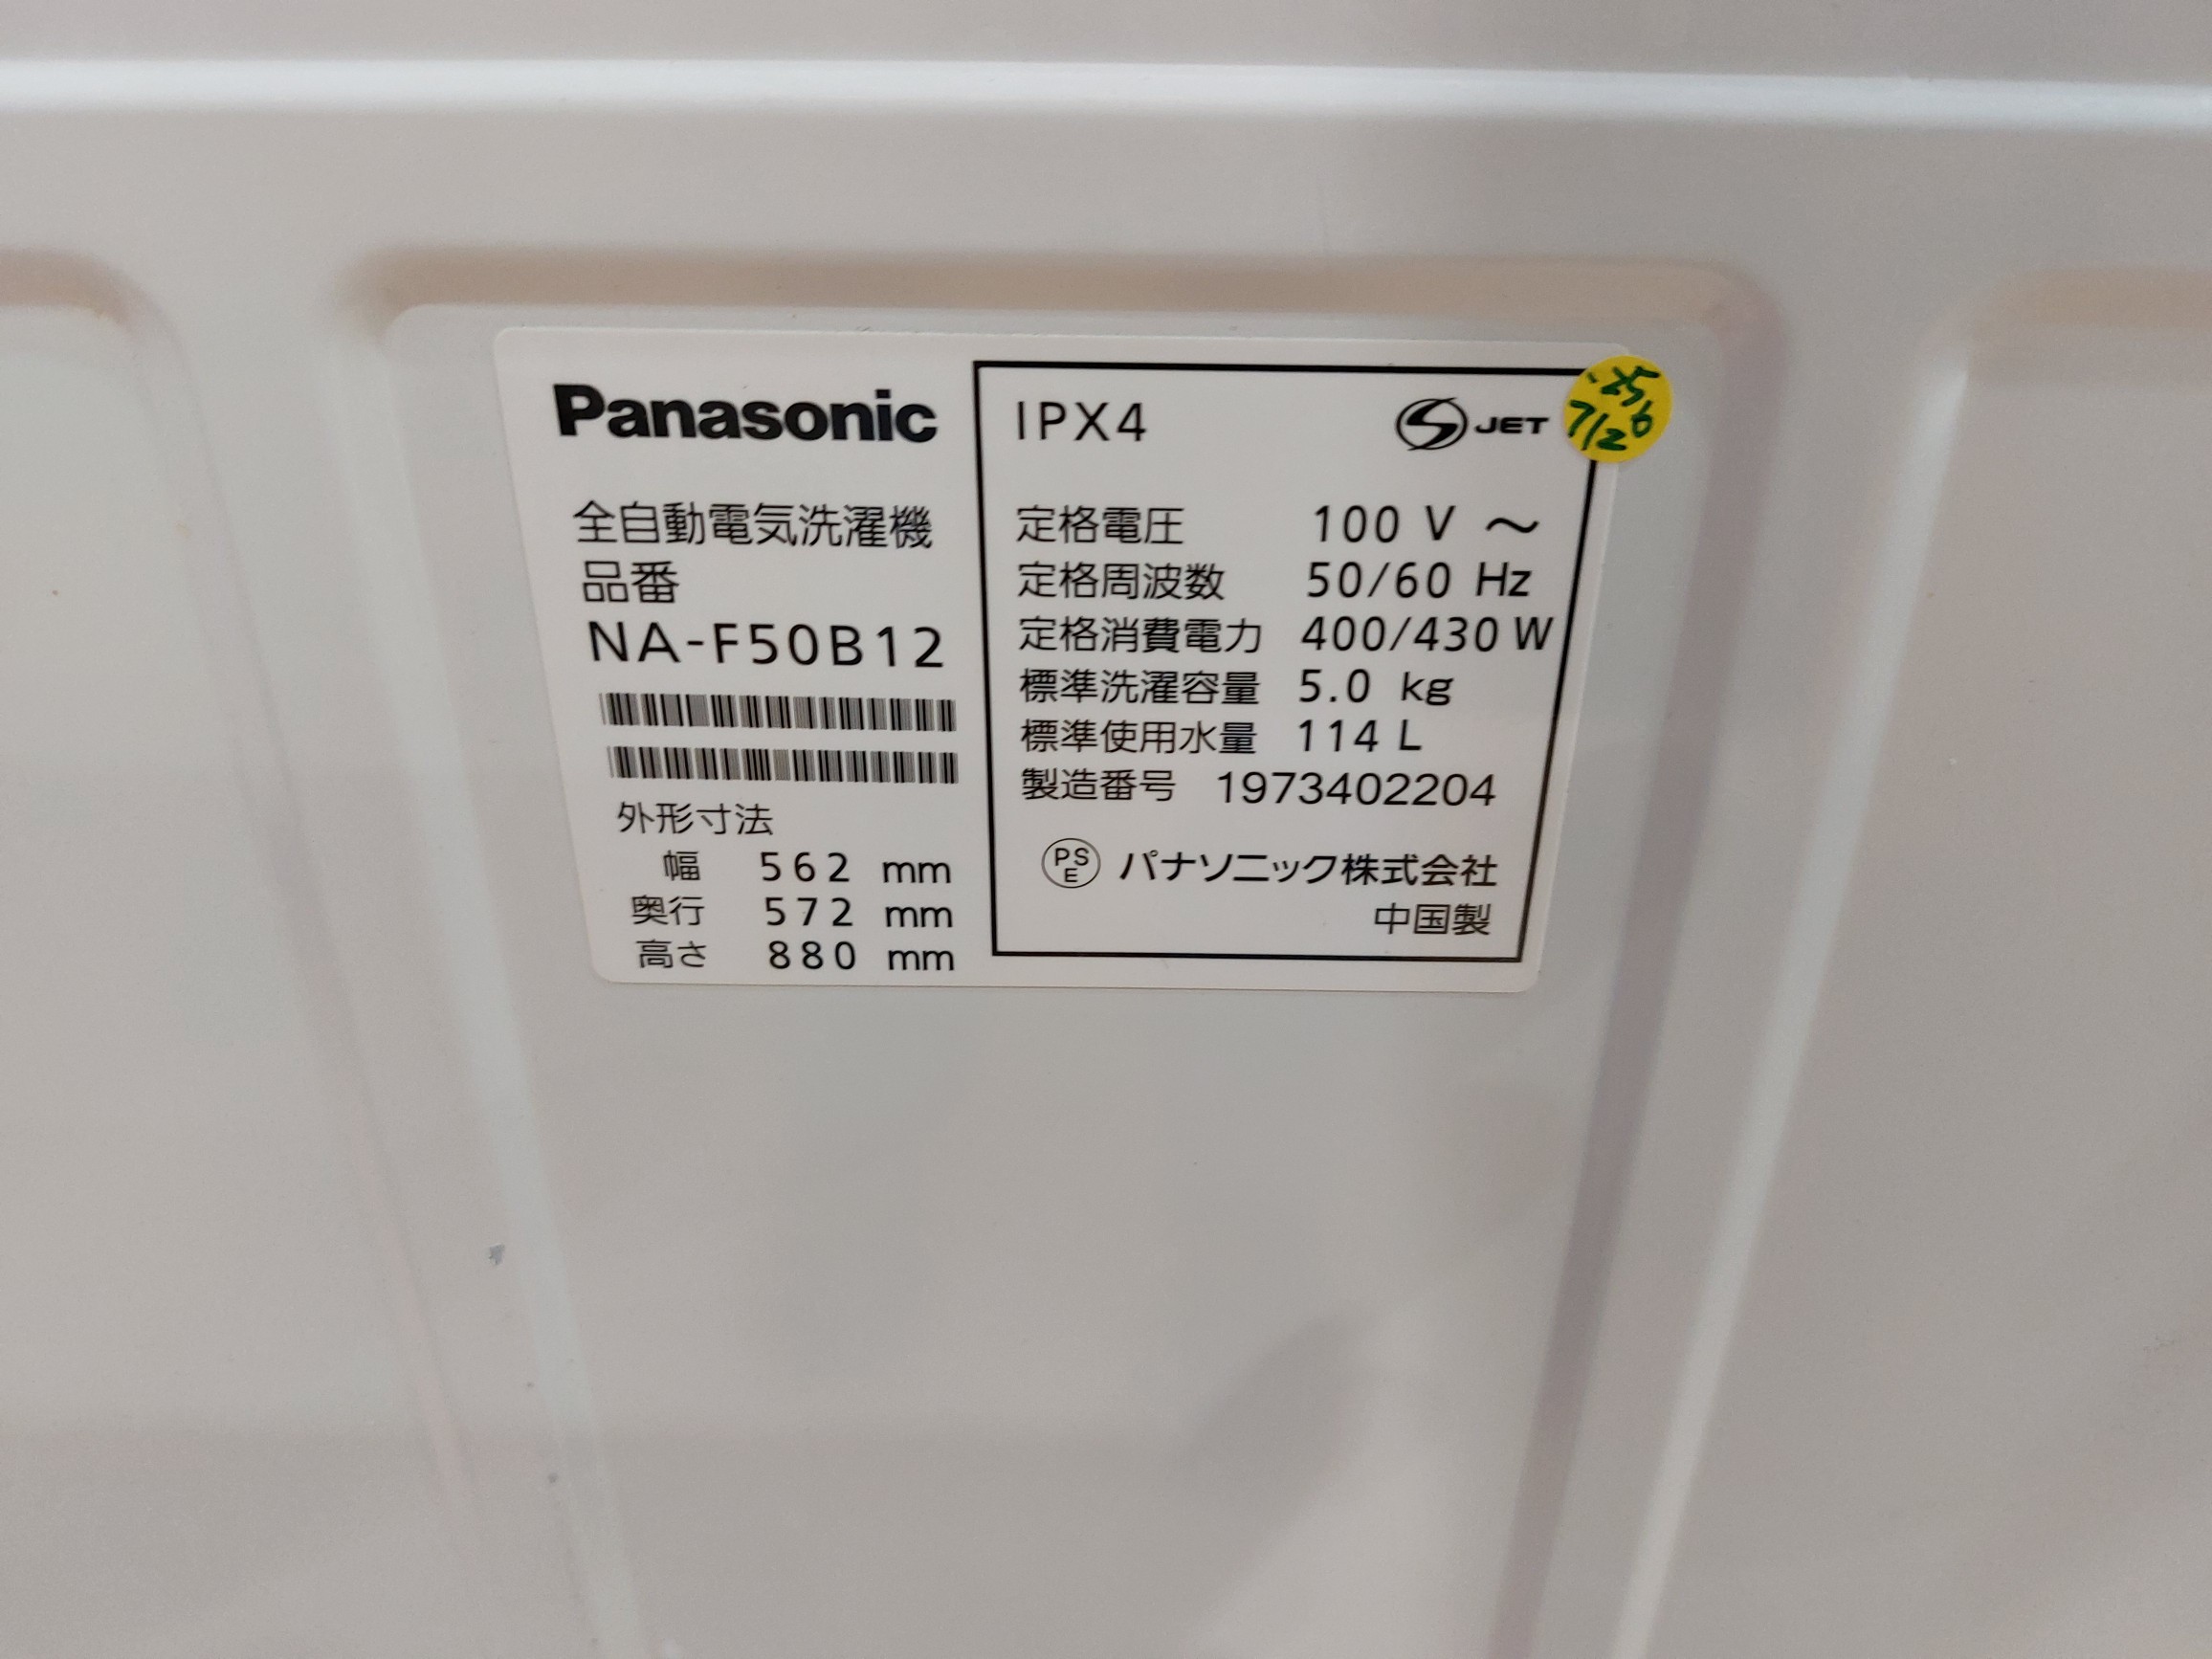 Panasonic
全自動電気洗濯機
品番
NA-F50B12
外形寸法
幅 562 mm
奥行 572 mm
高さ 880 mm
IPX4
S JET
'25
7/26
定格電圧 100 V ～
定格周波数 50/60 Hz
定格消費電力 400/430 W
標準洗濯容量 5.0 kg
標準使用水量 114 L
製造番号 1973402204
PSE パナソニック株式会社
中国製